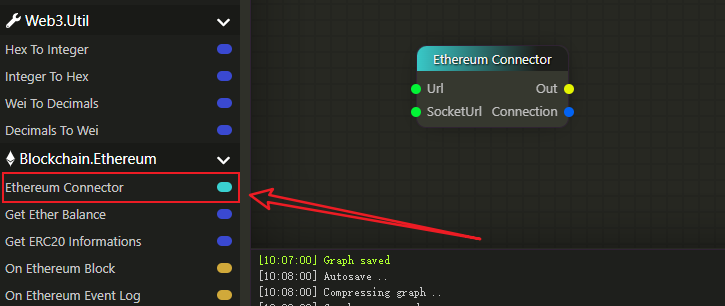 Web3.Util
Hex To Integer
Integer To Hex
Wei To Decimals
Decimals To Wei
Blockchain.Ethereum
Ethereum Connector
Get Ether Balance
Get ERC20 Informations
On Ethereum Block
On Ethereum Event Log
Ethereum Connector
Url Out
SocketUrl Connection
[10:07:00] Graph saved
[10:08:00] Autosave ..
[10:08:00] Compressing graph ..